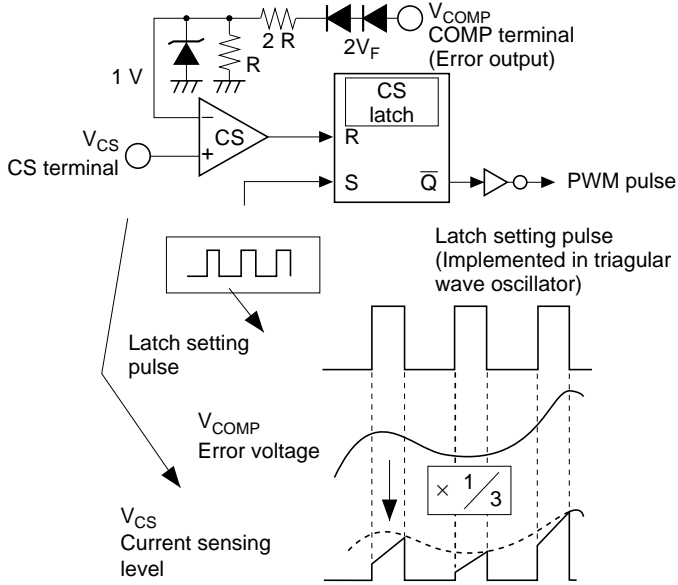 V_COMP
COMP terminal
(Error output)
2 R
2V_F
R
1 V
CS
latch
V_CS
CS terminal
−
CS
+
R
S
Q̅
PWM pulse
Latch setting pulse
(Implemented in triagular
wave oscillator)
Latch setting
pulse
V_COMP
Error voltage
× 1/3
V_CS
Current sensing
level